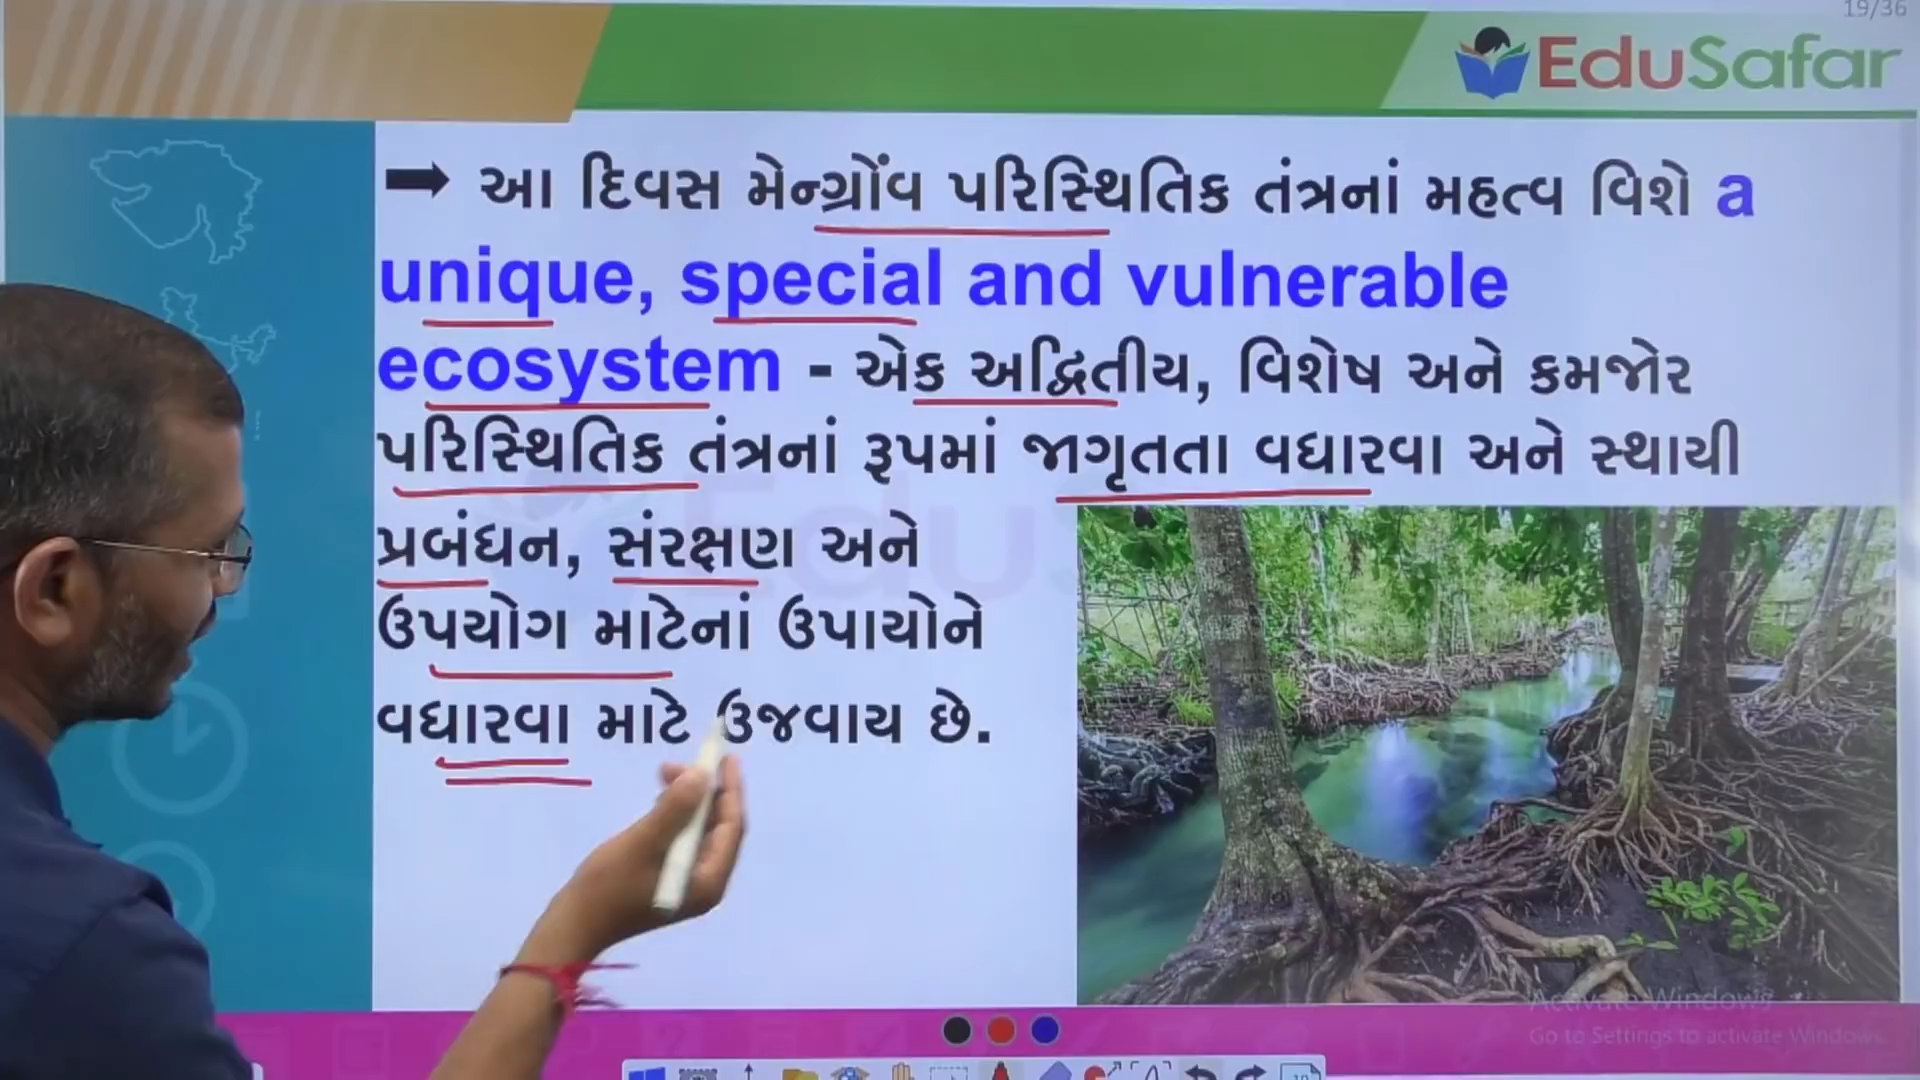 19/36
EduSafar
➡ આ દિવસ મેન્ગ્રોંવ પરિસ્થિતિક તંત્રનાં મહત્વ વિશે a
unique, special and vulnerable
ecosystem - એક અદ્વિતીય, વિશેષ અને કમજોર
પરિસ્થિતિક તંત્રનાં રૂપમાં જાગૃતતા વધારવા અને સ્થાયી
પ્રબંધન, સંરક્ષણ અને
ઉપયોગ માટેનાં ઉપાયોને
વધારવા માટે ઉજવાય છે.
Activate Windows
Go to Settings to activate Windows.